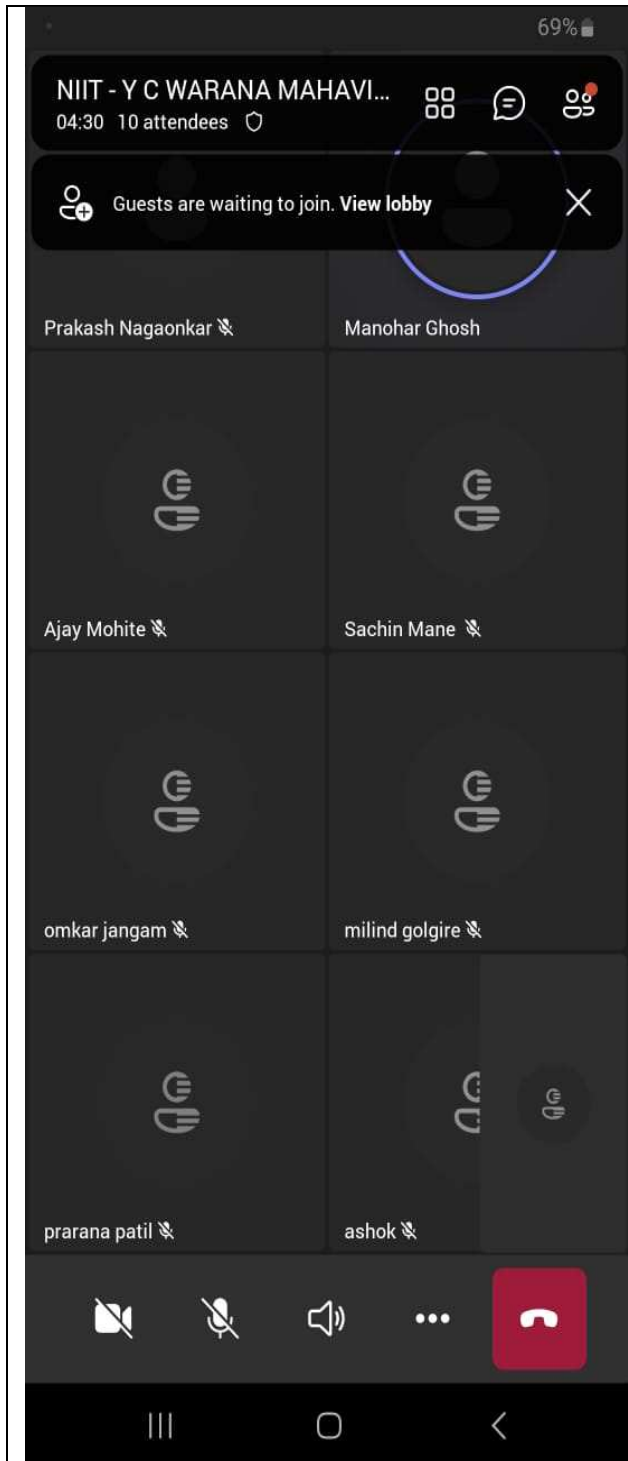 69%
NIIT - Y C WARANA MAHAVI...
04:30 10 attendees
Guests are waiting to join. View lobby
Prakash Nagaonkar
Manohar Ghosh
Ajay Mohite
Sachin Mane
omkar jangam
milind golgire
prarana patil
ashok